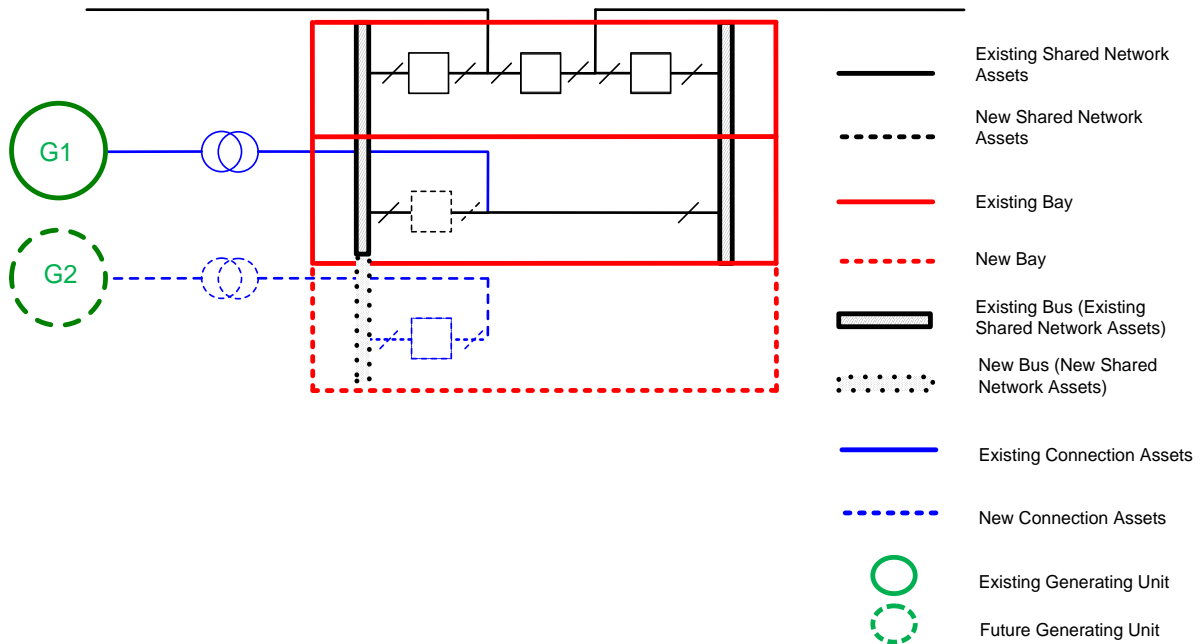 G1
G2
Existing Shared Network
Assets
New Shared Network
Assets
Existing Bay
New Bay
Existing Bus (Existing
Shared Network Assets)
New Bus (New Shared
Network Assets)
Existing Connection Assets
New Connection Assets
Existing Generating Unit
Future Generating Unit